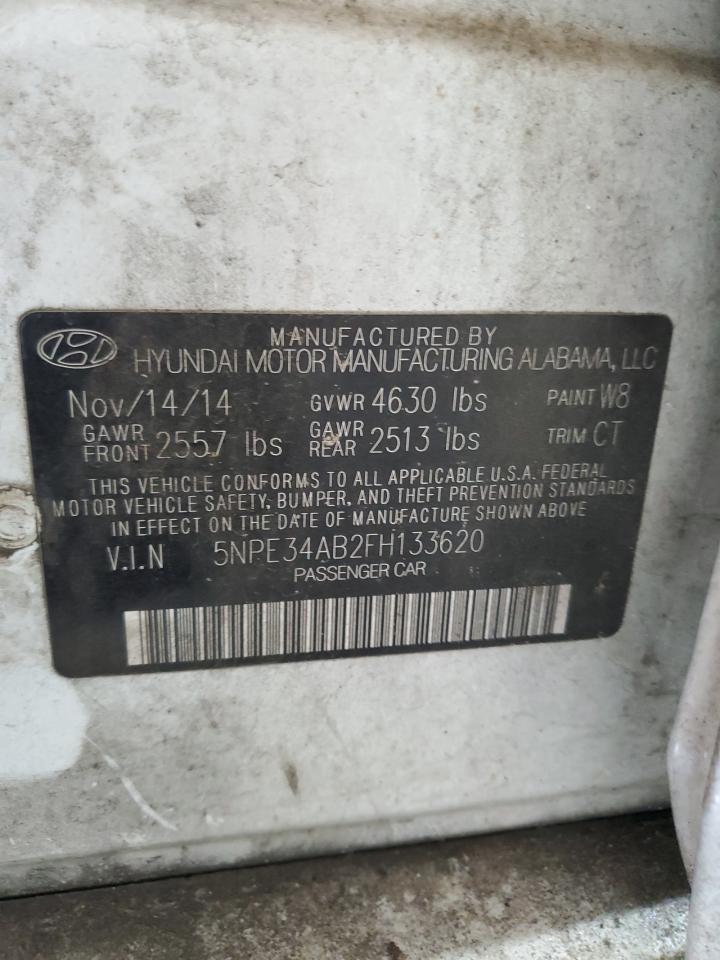 MANUFACTURED BY
HYUNDAI MOTOR MANUFACTURING ALABAMA, LLC
Nov/14/14 GVWR 4630 lbs PAINT W8
GAWR FRONT 2557 lbs GAWR REAR 2513 lbs TRIM CT
THIS VEHICLE CONFORMS TO ALL APPLICABLE U.S.A. FEDERAL
MOTOR VEHICLE SAFETY, BUMPER, AND THEFT PREVENTION STANDARDS
IN EFFECT ON THE DATE OF MANUFACTURE SHOWN ABOVE
V.I.N 5NPE34AB2FH133620
PASSENGER CAR